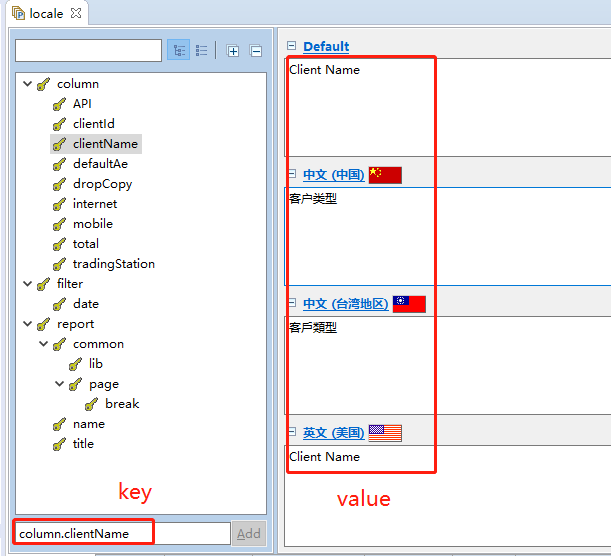 locale
column
API
clientId
clientName
defaultAe
dropCopy
internet
mobile
total
tradingStation
filter
date
report
common
lib
page
break
name
title
key
column.clientName
Add
Default
Client Name
中文 (中国)
客户类型
中文 (台湾地区)
客戶類型
英文 (美国)
Client Name
value